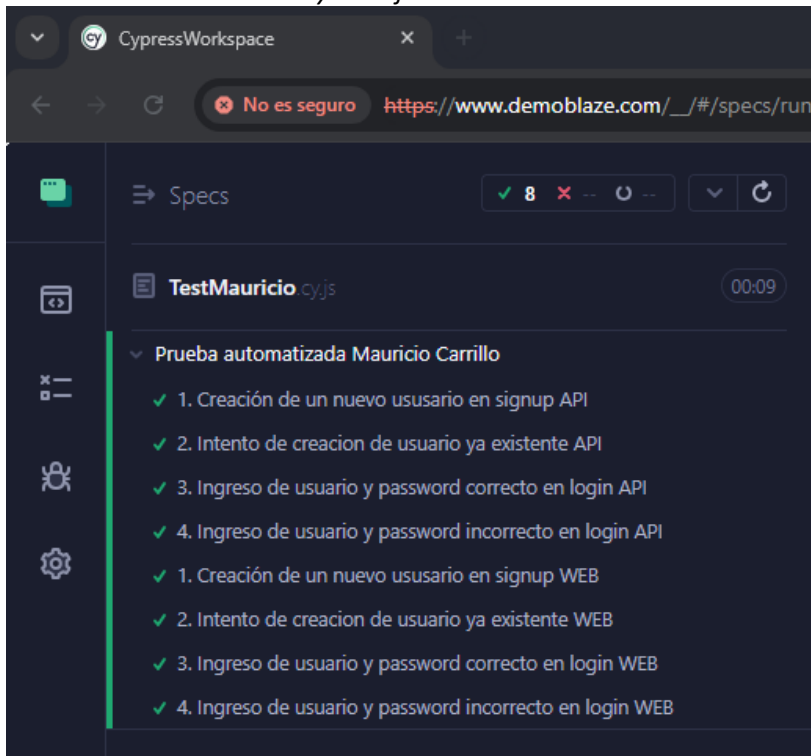 CypressWorkspace
No es seguro https://www.demoblaze.com/__/#/specs/run
Specs
8 -- --
TestMauricio.cy.js
00:09
Prueba automatizada Mauricio Carrillo
1. Creación de un nuevo ususario en signup API
2. Intento de creacion de usuario ya existente API
3. Ingreso de usuario y password correcto en login API
4. Ingreso de usuario y password incorrecto en login API
1. Creación de un nuevo ususario en signup WEB
2. Intento de creacion de usuario ya existente WEB
3. Ingreso de usuario y password correcto en login WEB
4. Ingreso de usuario y password incorrecto en login WEB